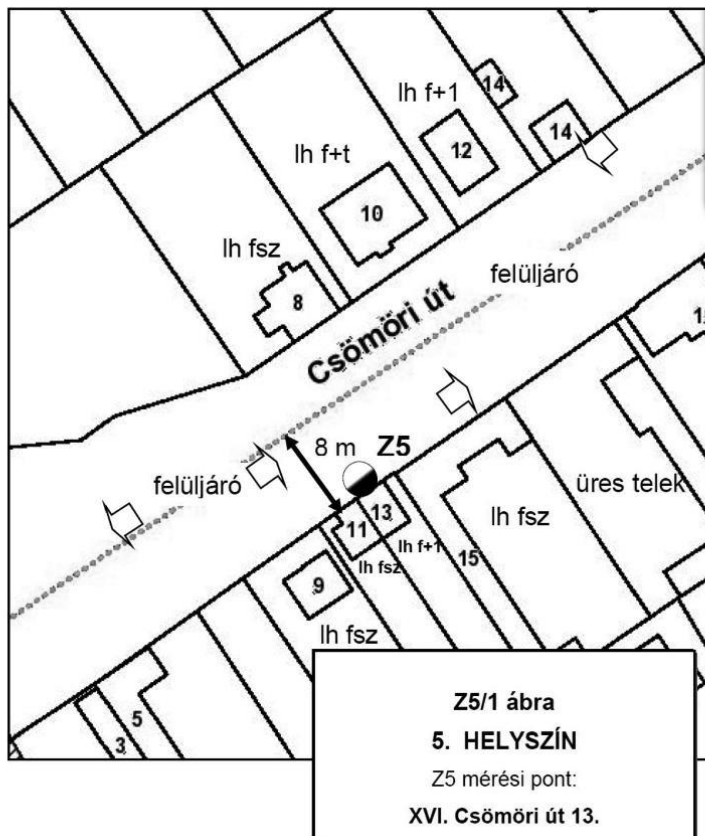 14
lh f+1
14
12
lh f+t
10
lh fsz
8
felüljáró
Csömöri út
1
8 m
Z5
felüljáró
üres telek
13
11
lh fsz
lh f+1
15
lh fsz
9
lh fsz
5
3
Z5/1 ábra
5. HELYSZÍN
Z5 mérési pont:
XVI. Csömöri út 13.